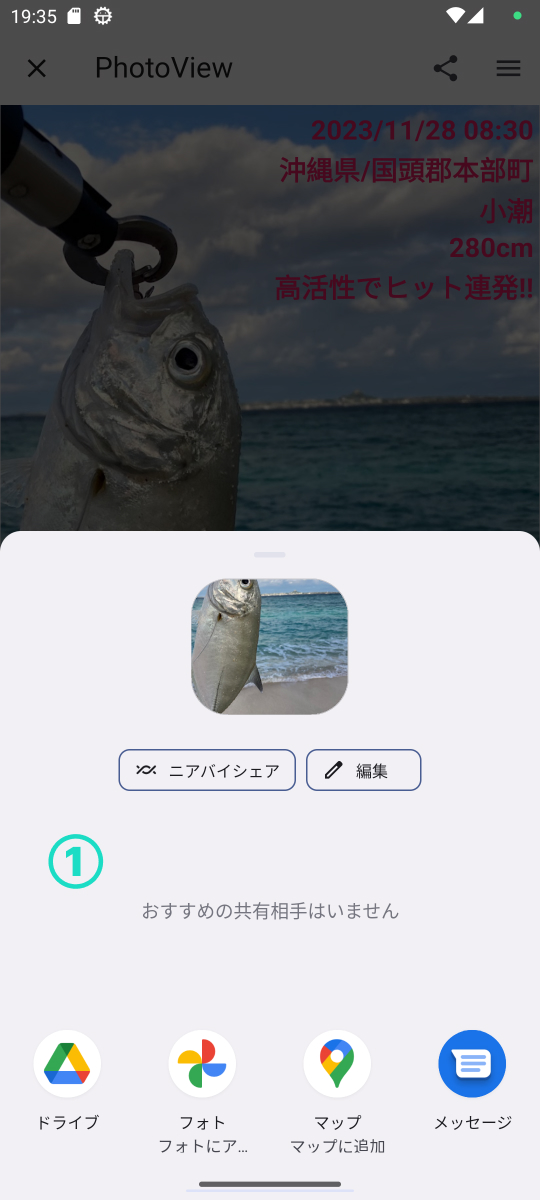 19:35
PhotoView
2023/11/28 08:30
沖縄県/国頭郡本部町
小潮
280cm
高活性でヒット連発!!
ニアバイシェア
編集
①
おすすめの共有相手はいません
ドライブ
フォト
マップ
メッセージ
フォトにア...
マップに追加